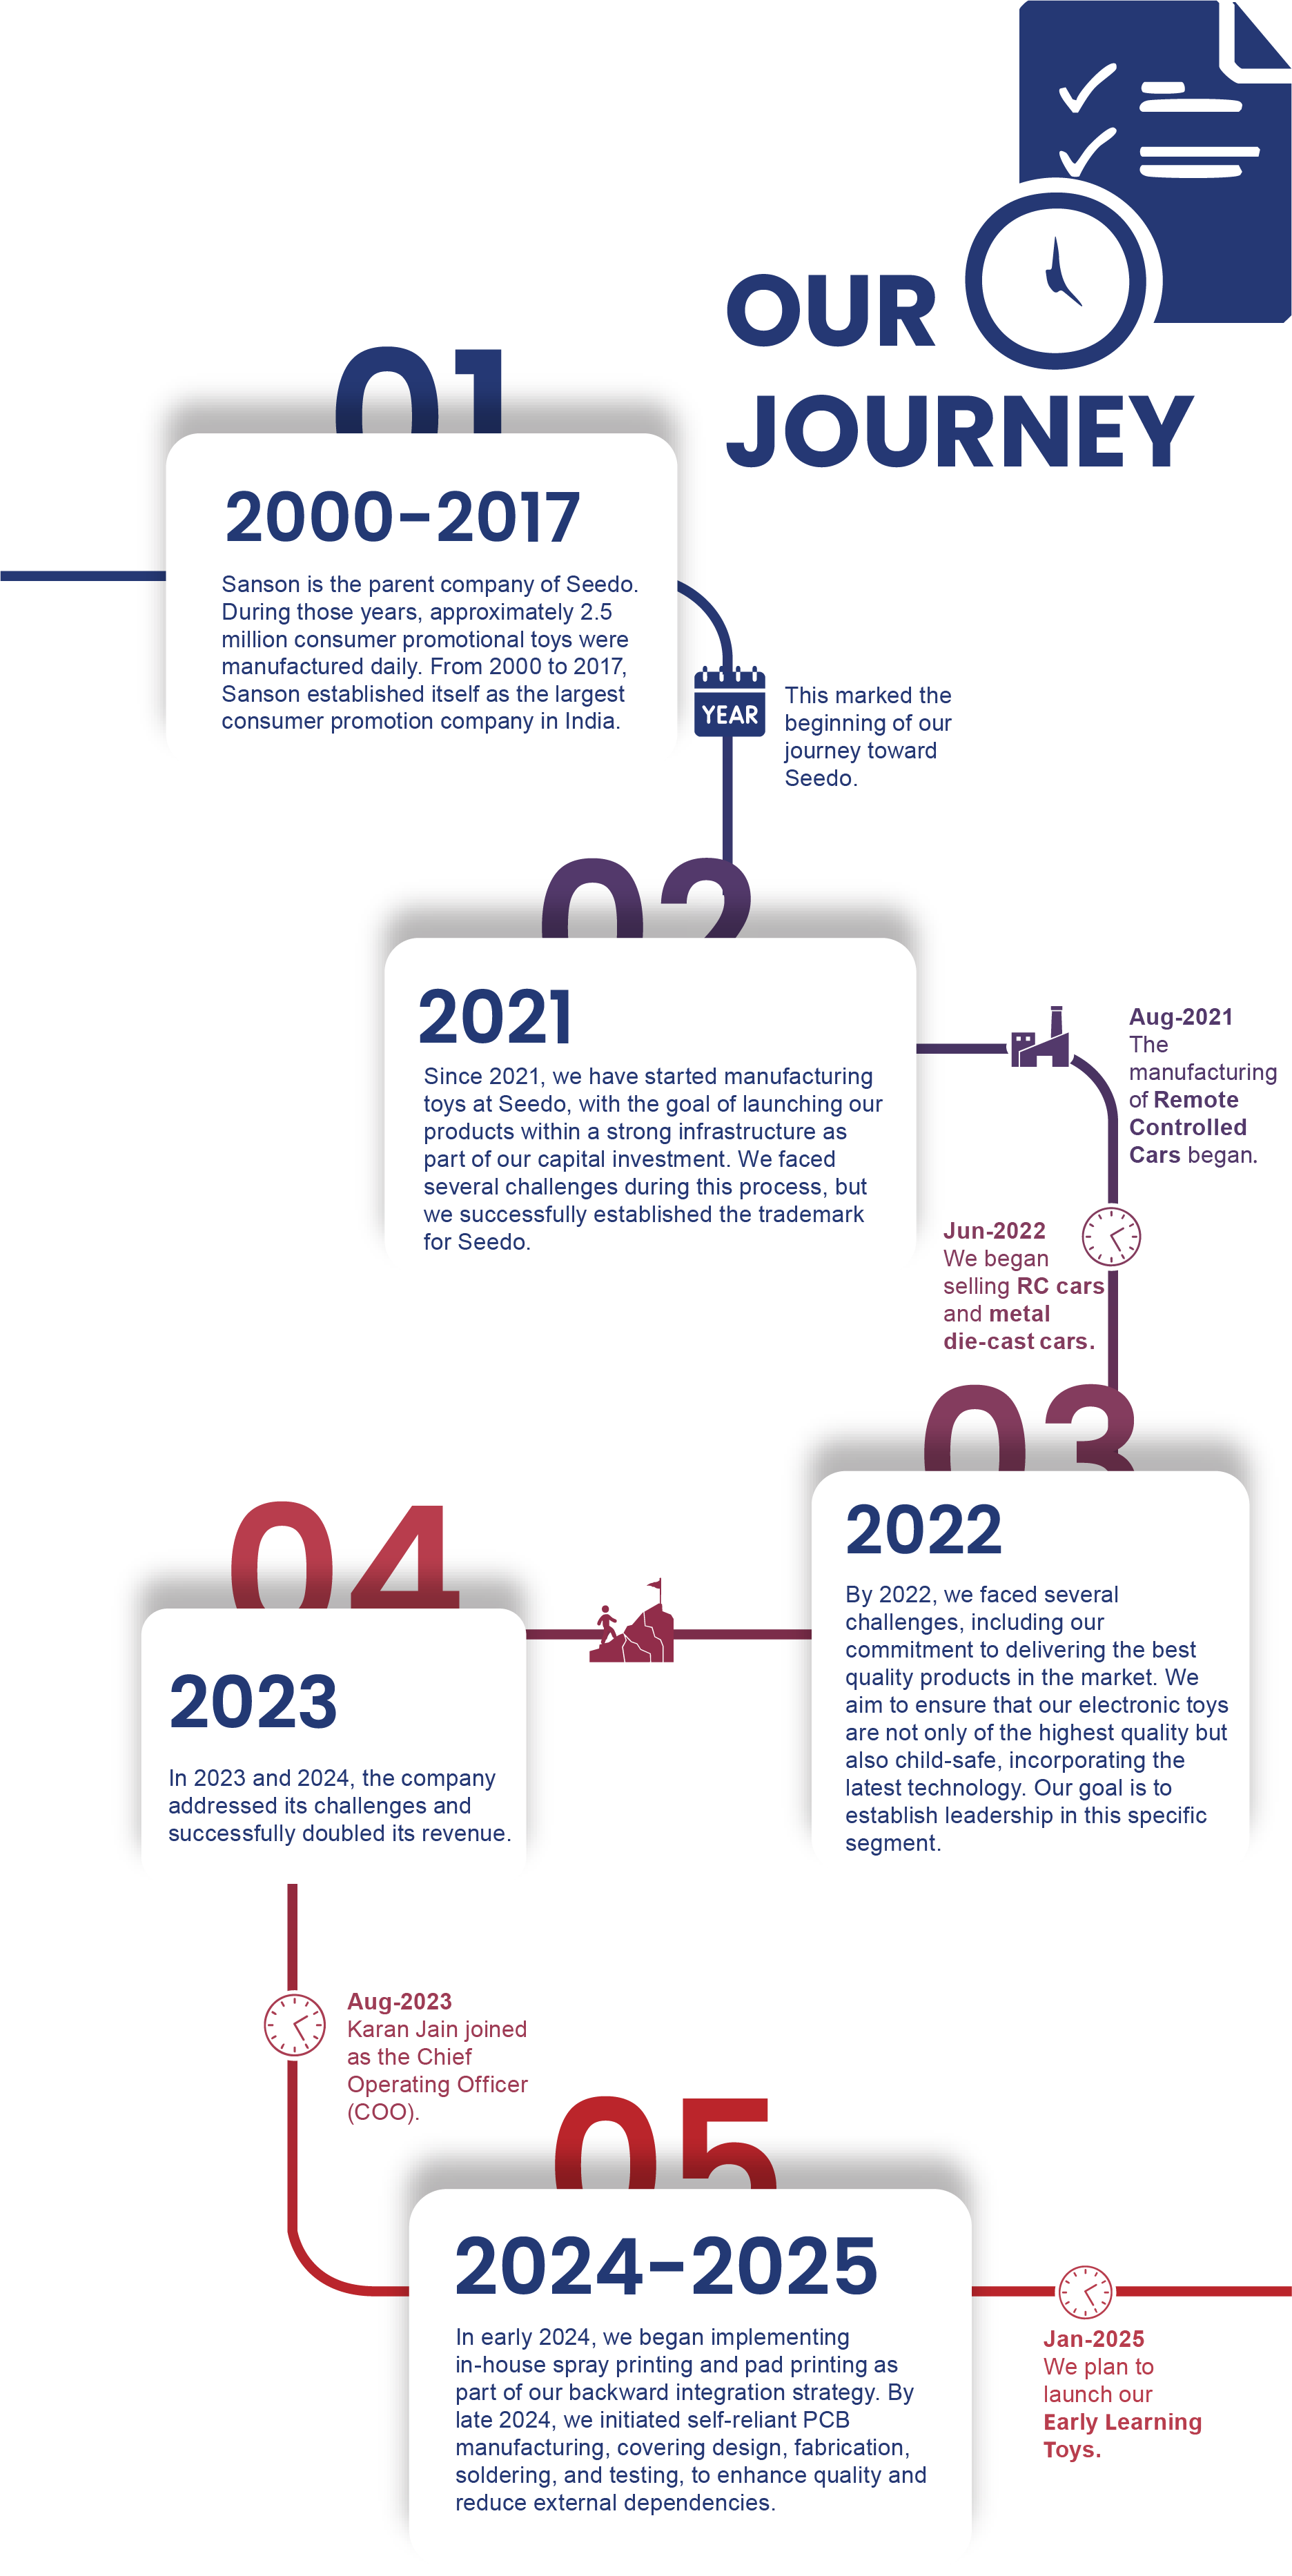 OUR
JOURNEY
01
2000-2017
Sanson is the parent company of Seedo.
During those years, approximately 2.5
million consumer promotional toys were
manufactured daily. From 2000 to 2017,
Sanson established itself as the largest
consumer promotion company in India.
YEAR
This marked the
beginning of our
journey toward
Seedo.
02
2021
Since 2021, we have started manufacturing
toys at Seedo, with the goal of launching our
products within a strong infrastructure as
part of our capital investment. We faced
several challenges during this process, but
we successfully established the trademark
for Seedo.
Aug-2021
The
manufacturing
of Remote
Controlled
Cars began.
Jun-2022
We began
selling RC cars
and metal
die-cast cars.
03
2022
By 2022, we faced several
challenges, including our
commitment to delivering the best
quality products in the market. We
aim to ensure that our electronic toys
are not only of the highest quality but
also child-safe, incorporating the
latest technology. Our goal is to
establish leadership in this specific
segment.
04
2023
In 2023 and 2024, the company
addressed its challenges and
successfully doubled its revenue.
Aug-2023
Karan Jain joined
as the Chief
Operating Officer
(COO).
05
2024-2025
In early 2024, we began implementing
in-house spray printing and pad printing as
part of our backward integration strategy. By
late 2024, we initiated self-reliant PCB
manufacturing, covering design, fabrication,
soldering, and testing, to enhance quality and
reduce external dependencies.
Jan-2025
We plan to
launch our
Early Learning
Toys.